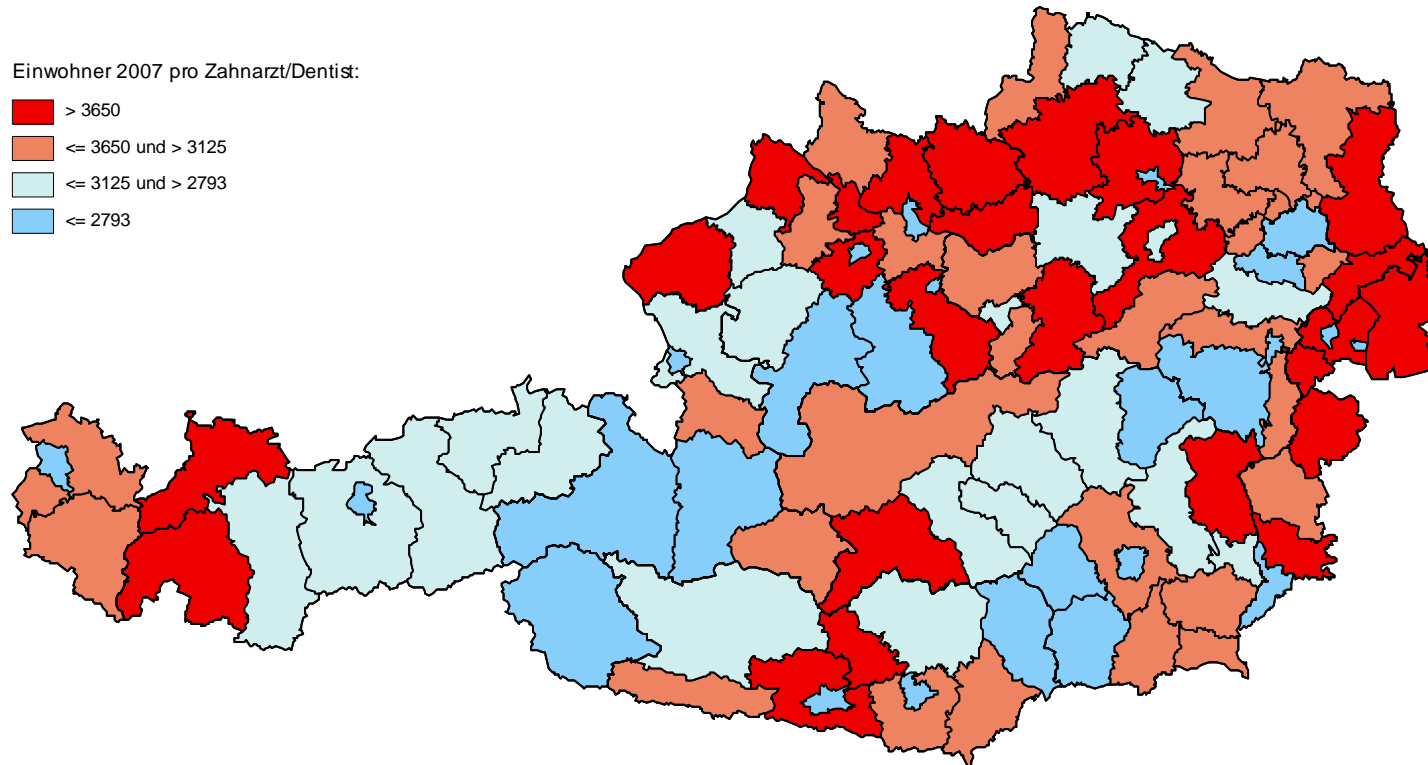 Einwohner 2007 pro Zahnarzt/Dentist:
> 3650
<= 3650 und > 3125
<= 3125 und > 2793
<= 2793